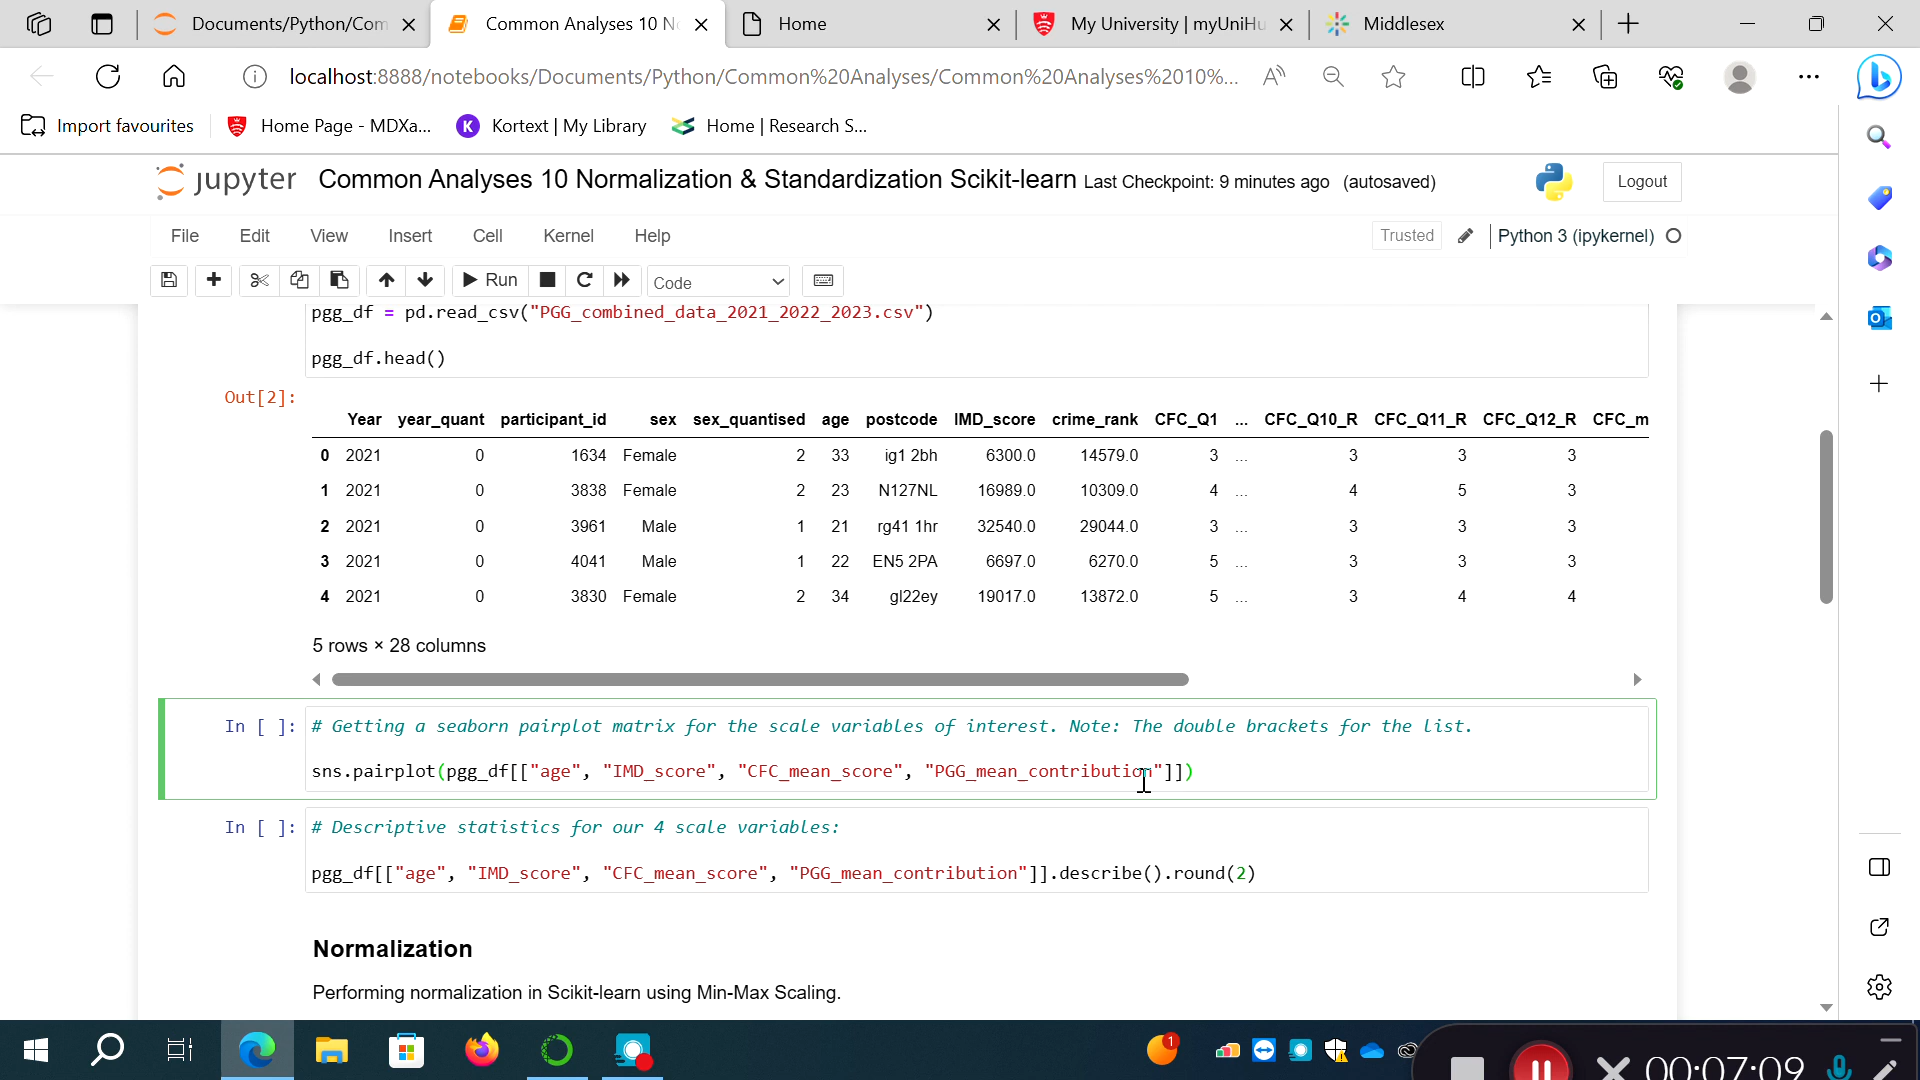 Documents/Python/Com
Common Analyses 10 N
Home
My University | myUniHu
Middlesex
localhost:8888/notebooks/Documents/Python/Common%20Analyses/Common%20Analyses%2010%...
Import favourites
Home Page - MDXa...
K Kortext | My Library
Home | Research S...
jupyter Common Analyses 10 Normalization & Standardization Scikit-learn Last Checkpoint: 9 minutes ago (autosaved)
Logout
File Edit View Insert Cell Kernel Help
Trusted Python 3 (ipykernel)
Run Code
pgg_df = pd.read_csv("PGG_combined_data_2021_2022_2023.csv")
pgg_df.head()
Out[2]:
Year year_quant participant_id sex sex_quantised age postcode IMD_score crime_rank CFC_Q1 ... CFC_Q10_R CFC_Q11_R CFC_Q12_R CFC_m
0 2021 0 1634 Female 2 33 ig1 2bh 6300.0 14579.0 3 ... 3 3 3
1 2021 0 3838 Female 2 23 N127NL 16989.0 10309.0 4 ... 4 5 3
2 2021 0 3961 Male 1 21 rg41 1hr 32540.0 29044.0 3 ... 3 3 3
3 2021 0 4041 Male 1 22 EN5 2PA 6697.0 6270.0 5 ... 3 3 3
4 2021 0 3830 Female 2 34 gl22ey 19017.0 13872.0 5 ... 3 4 4
5 rows × 28 columns
In [ ]: # Getting a seaborn pairplot matrix for the scale variables of interest. Note: The double brackets for the list.
sns.pairplot(pgg_df[["age", "IMD_score", "CFC_mean_score", "PGG_mean_contribution"]])
In [ ]: # Descriptive statistics for our 4 scale variables:
pgg_df[["age", "IMD_score", "CFC_mean_score", "PGG_mean_contribution"]].describe().round(2)
Normalization
Performing normalization in Scikit-learn using Min-Max Scaling.
1
00:07:09